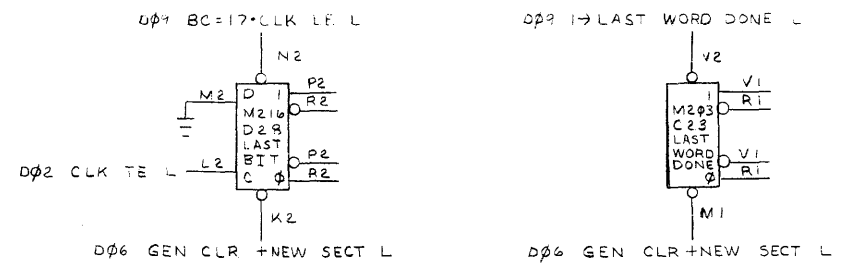 DØ9 BC=17·CLK LE L
N2
M2
D 1
P2
M216
R2
D28
LAST
BIT
P2
L2
DØ2 CLK TE L
C Ø
R2
K2
DØ6 GEN CLR +NEW SECT L
DØ9 1→LAST WORD DONE L
V2
1
V1
M2Ø3
R1
C23
LAST
WORD
DONE
V1
Ø
R1
M1
DØ6 GEN CLR+NEW SECT L